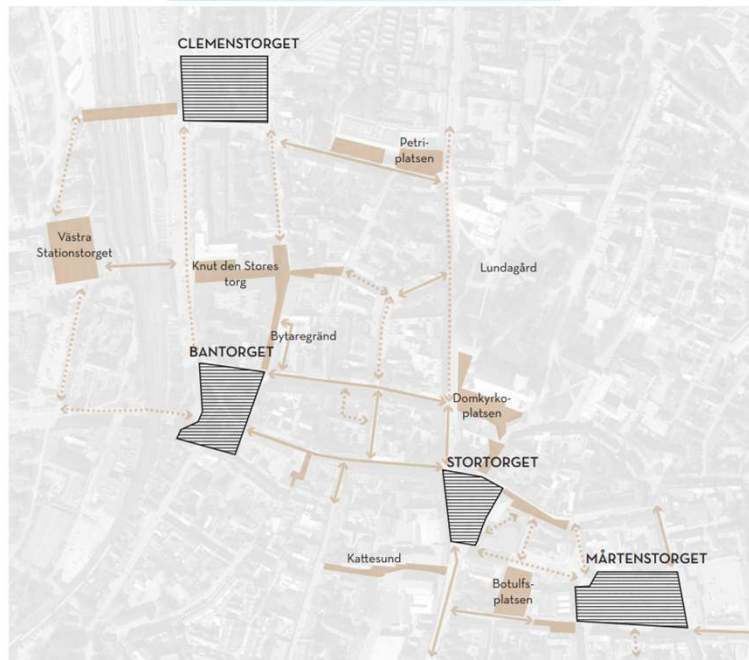 CLEMENSTORGET
Petri-
platsen
Västra
Stationstorget
Knut den Stores
torg
Lundagård
Bytaregränd
BANTORGET
Domkyrko-
platsen
STORTORGET
Kattesund
MÅRTENSTORGET
Botulfs-
platsen